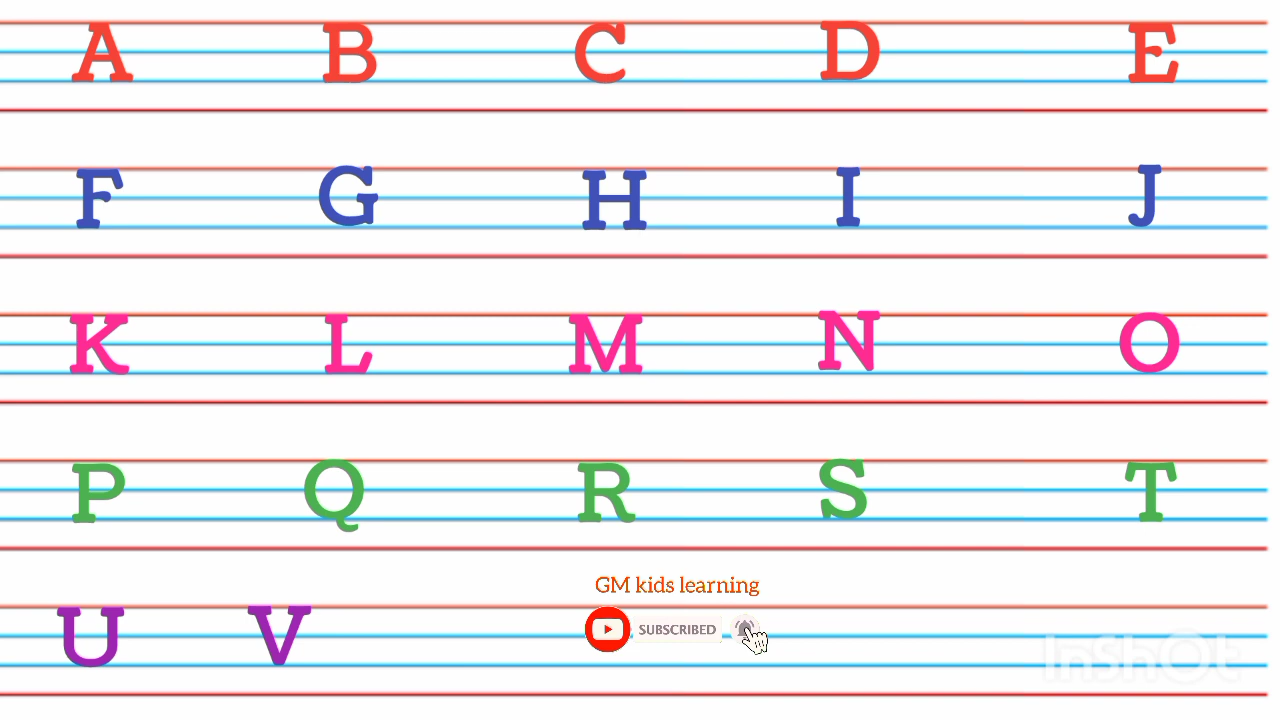 A B C D E
F G H I J
K L M N O
P Q R S T
GM kids learning
U V
SUBSCRIBED
InShOt